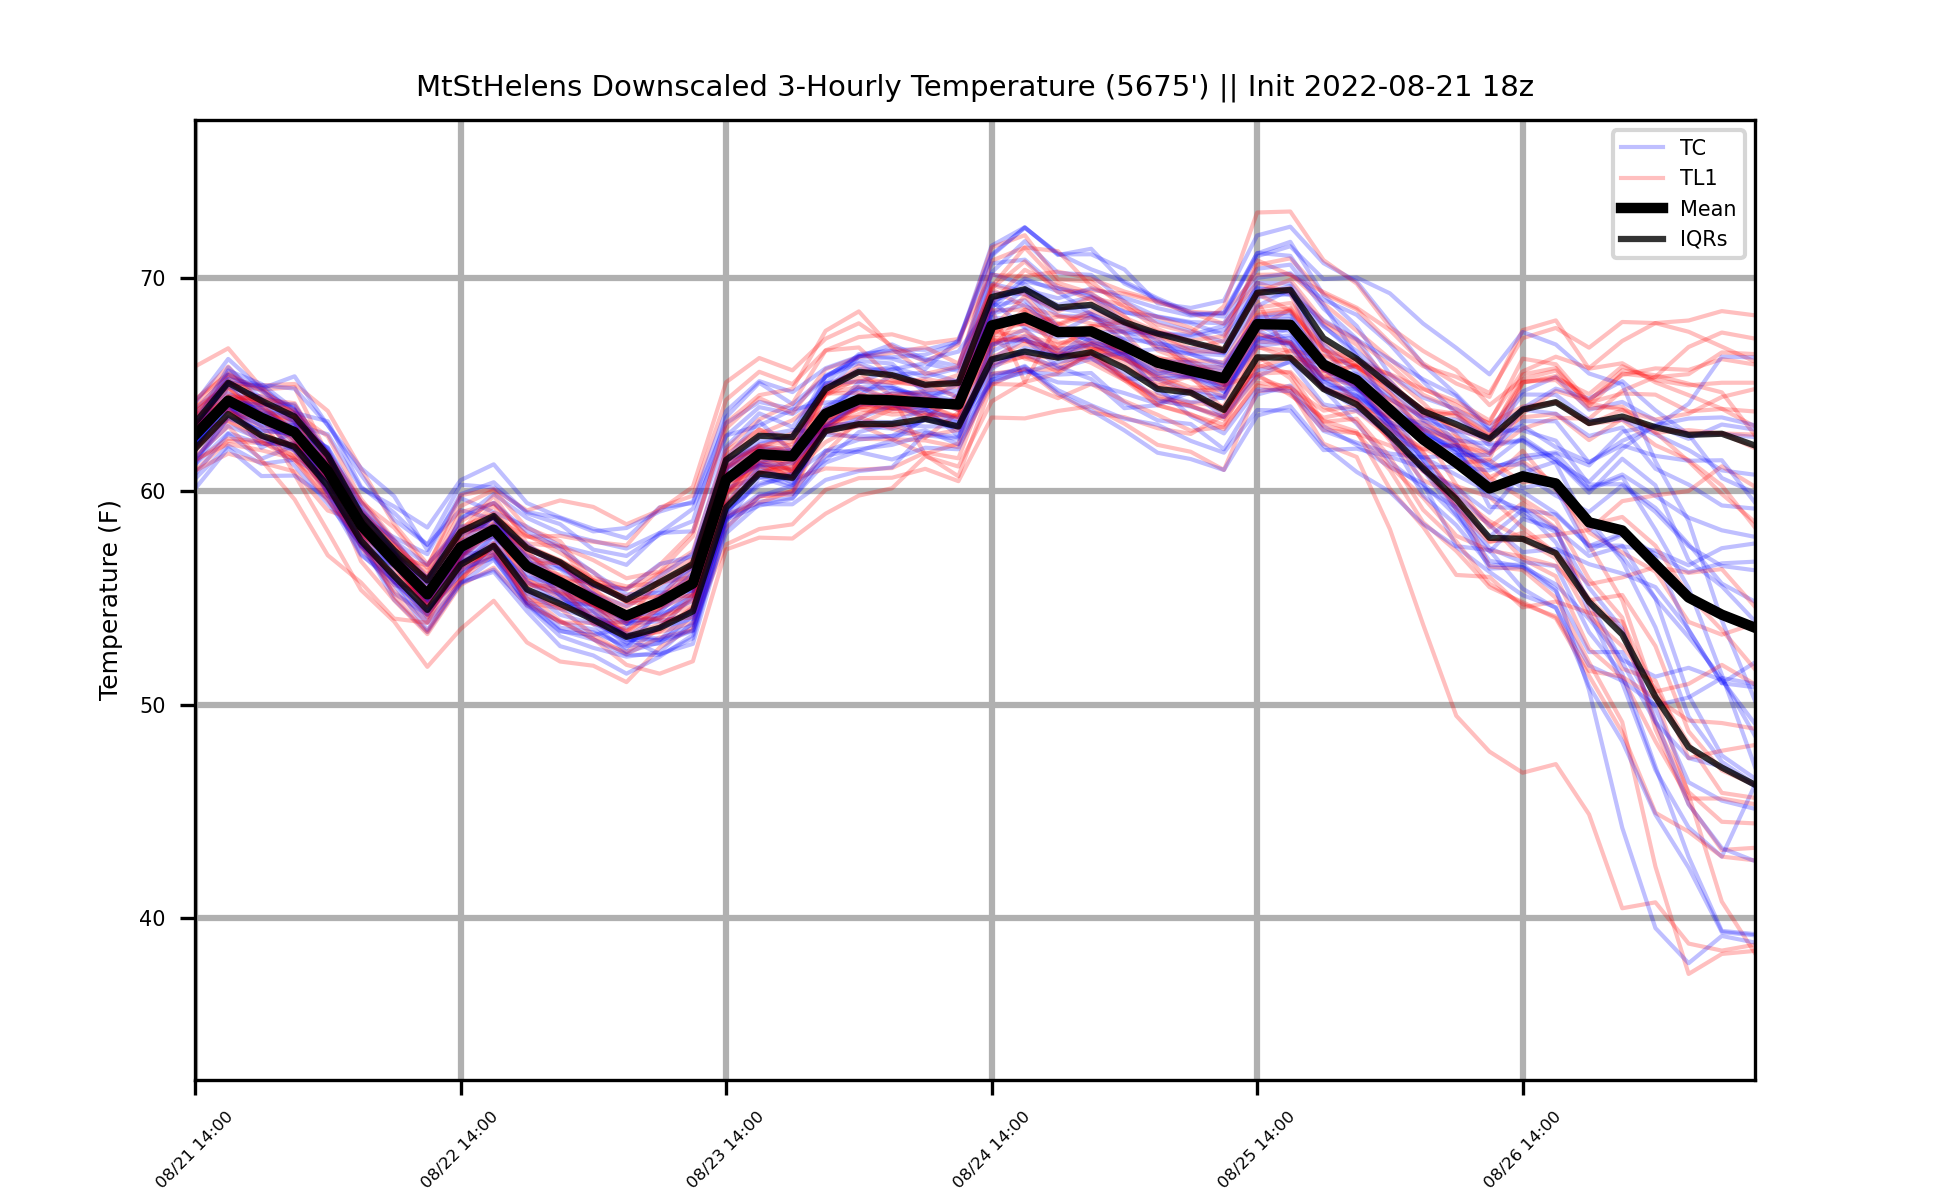 MtStHelens Downscaled 3-Hourly Temperature (5675') || Init 2022-08-21 18z
TC
TL1
Mean
IQRs
Temperature (F)
70
60
50
40
08/21 14:00
08/22 14:00
08/23 14:00
08/24 14:00
08/25 14:00
08/26 14:00